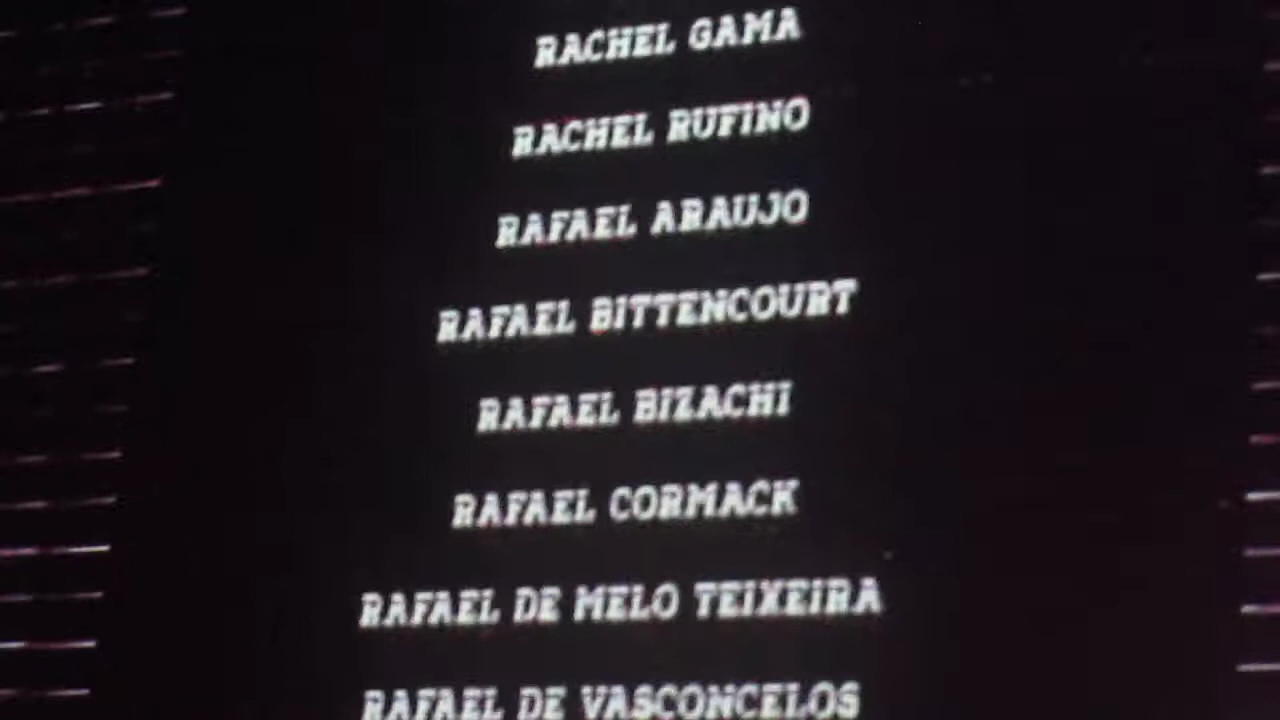 RACHEL GAMA
RACHEL RUFINO
RAFAEL ARAUJO
RAFAEL BITTENCOURT
RAFAEL BIZACHI
RAFAEL CORMACK
RAFAEL DE MELO TEIXEIRA
RAFAEL DE VASCONCELOS